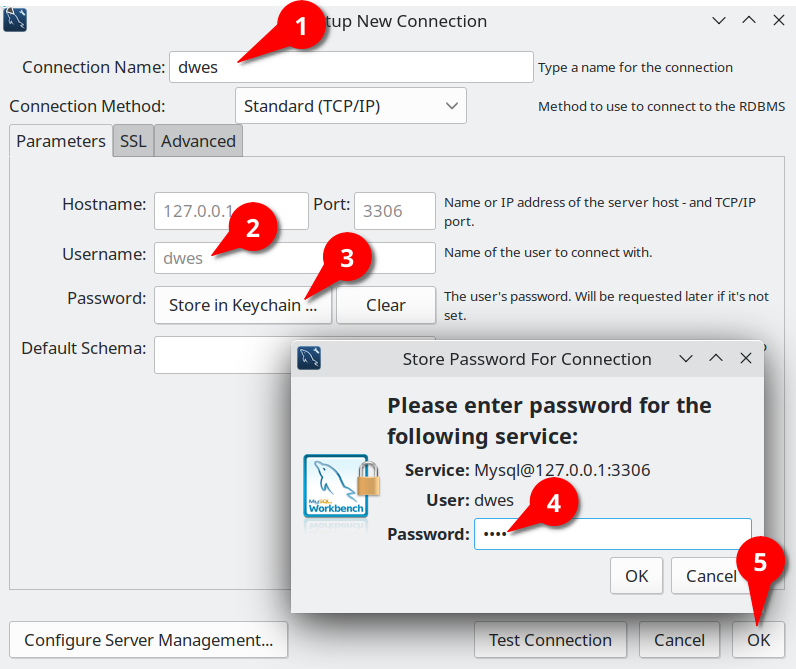 tup New Connection
1
Connection Name: dwes Type a name for the connection
Connection Method: Standard (TCP/IP) Method to use to connect to the RDBMS
Parameters SSL Advanced
Hostname: 127.0.0.1 Port: 3306 Name or IP address of the server host - and TCP/IP
port.
2
Username: dwes Name of the user to connect with.
3
Password: Store in Keychain ... Clear The user's password. Will be requested later if it's not
set.
Default Schema:
Store Password For Connection
Please enter password for the
following service:
Service: Mysql@127.0.0.1:3306
User: dwes
4
Password: ••••
MySQL
Workbench
OK Cancel
5
Configure Server Management... Test Connection Cancel OK